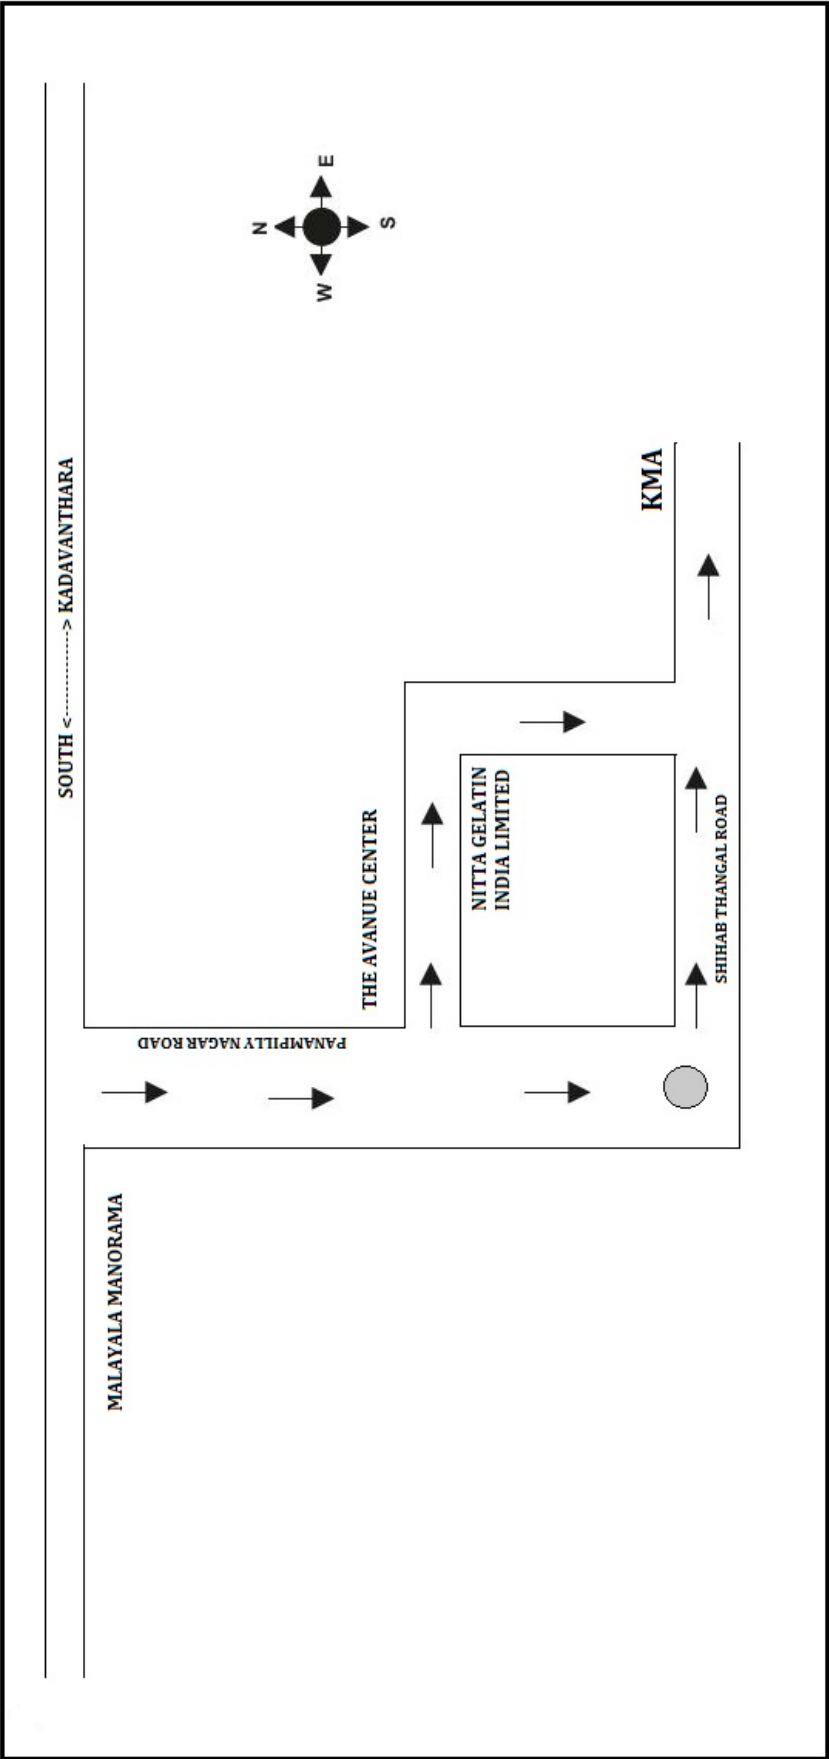 SOUTH <---------------> KADAVANTHARA
N
W
E
S
MALAYALA MANORAMA
PANAMPILLY NAGAR ROAD
THE AVANUE CENTER
NITTA GELATIN
INDIA LIMITED
KMA
SHIHAB THANGAL ROAD